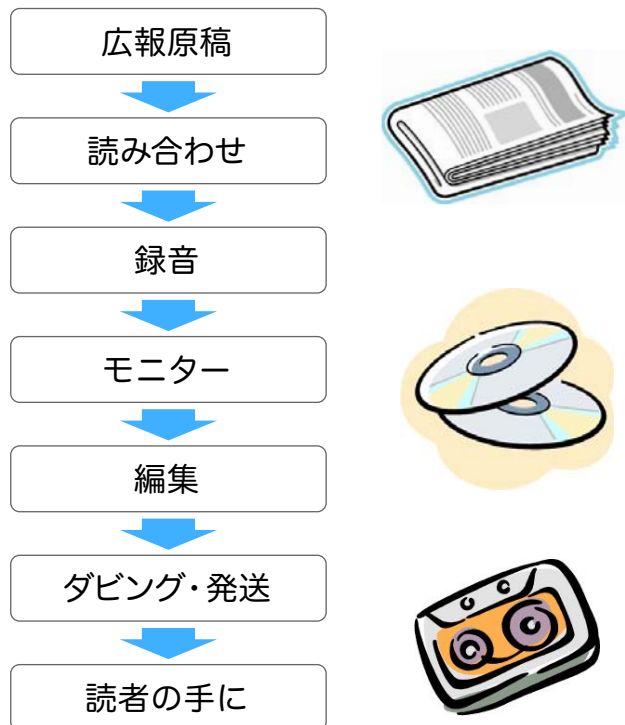 広報原稿
読み合わせ
録音
モニター
編集
ダビング・発送
読者の手に